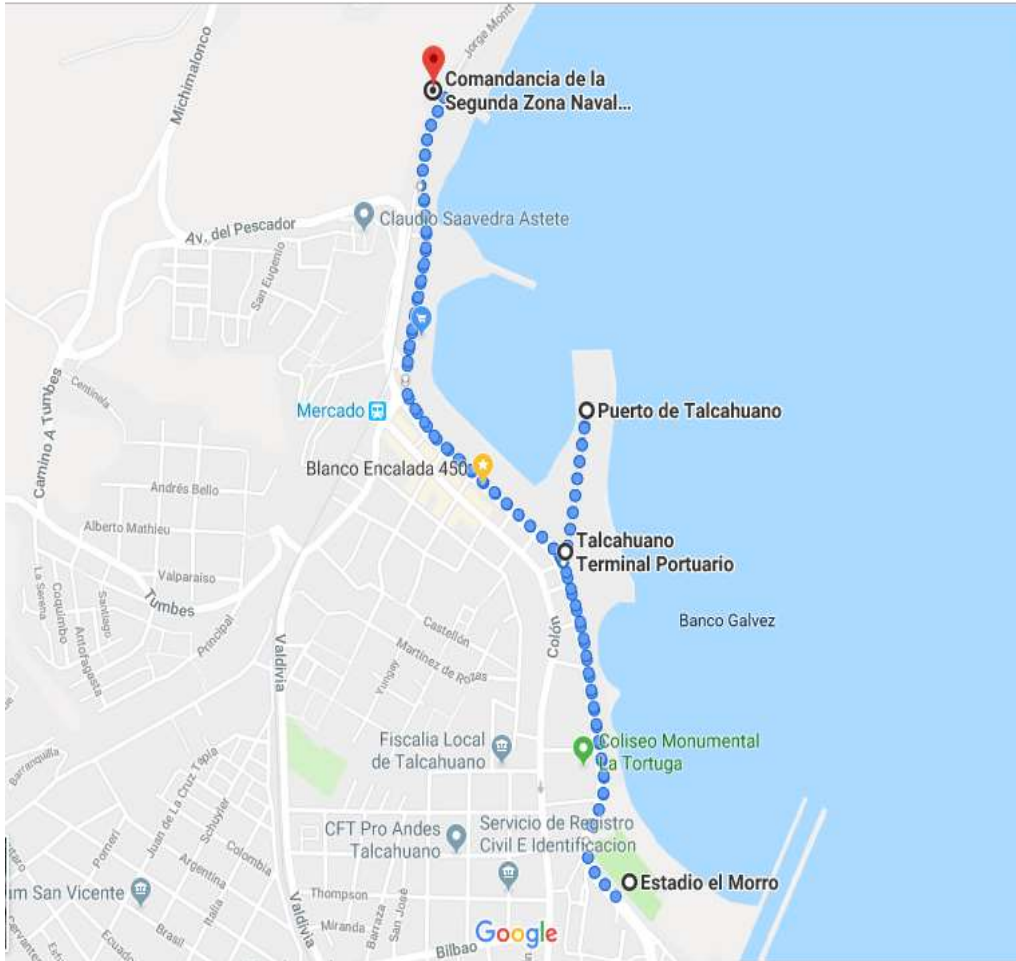 Jorge Montt
Michimalonco
Comandancia de la
Segunda Zona Naval...
Claudio Saavedra Astete
Av. del Pescador
San Eugenio
Centinela
Camino A Tumbes
Mercado
Puerto de Talcahuano
Blanco Encalada 450
Andrés Bello
Alberto Mathieu
Talcahuano
Terminal Portuario
Valparaiso
La Serena
Coquimbo
Santiago
Antofagasta
Tumbes
Principal
Banco Galvez
Castellón
Colón
Valdivia
Martínez de Rozas
Yungay
Fiscalia Local
de Talcahuano
Coliseo Monumental
La Tortuga
Barranquilla
Juan de La Cruz Tapia
Schuyler
CFT Pro Andes
Talcahuano
Servicio de Registro
Civil E Identificacion
Pomeri
Colombia
Argentina
Estadio el Morro
um San Vicente
Italia
Thompson
Valdivia
Miranda
Barraza
San José
Brasil
Ecuador
Cervantes
Google
Bilbao